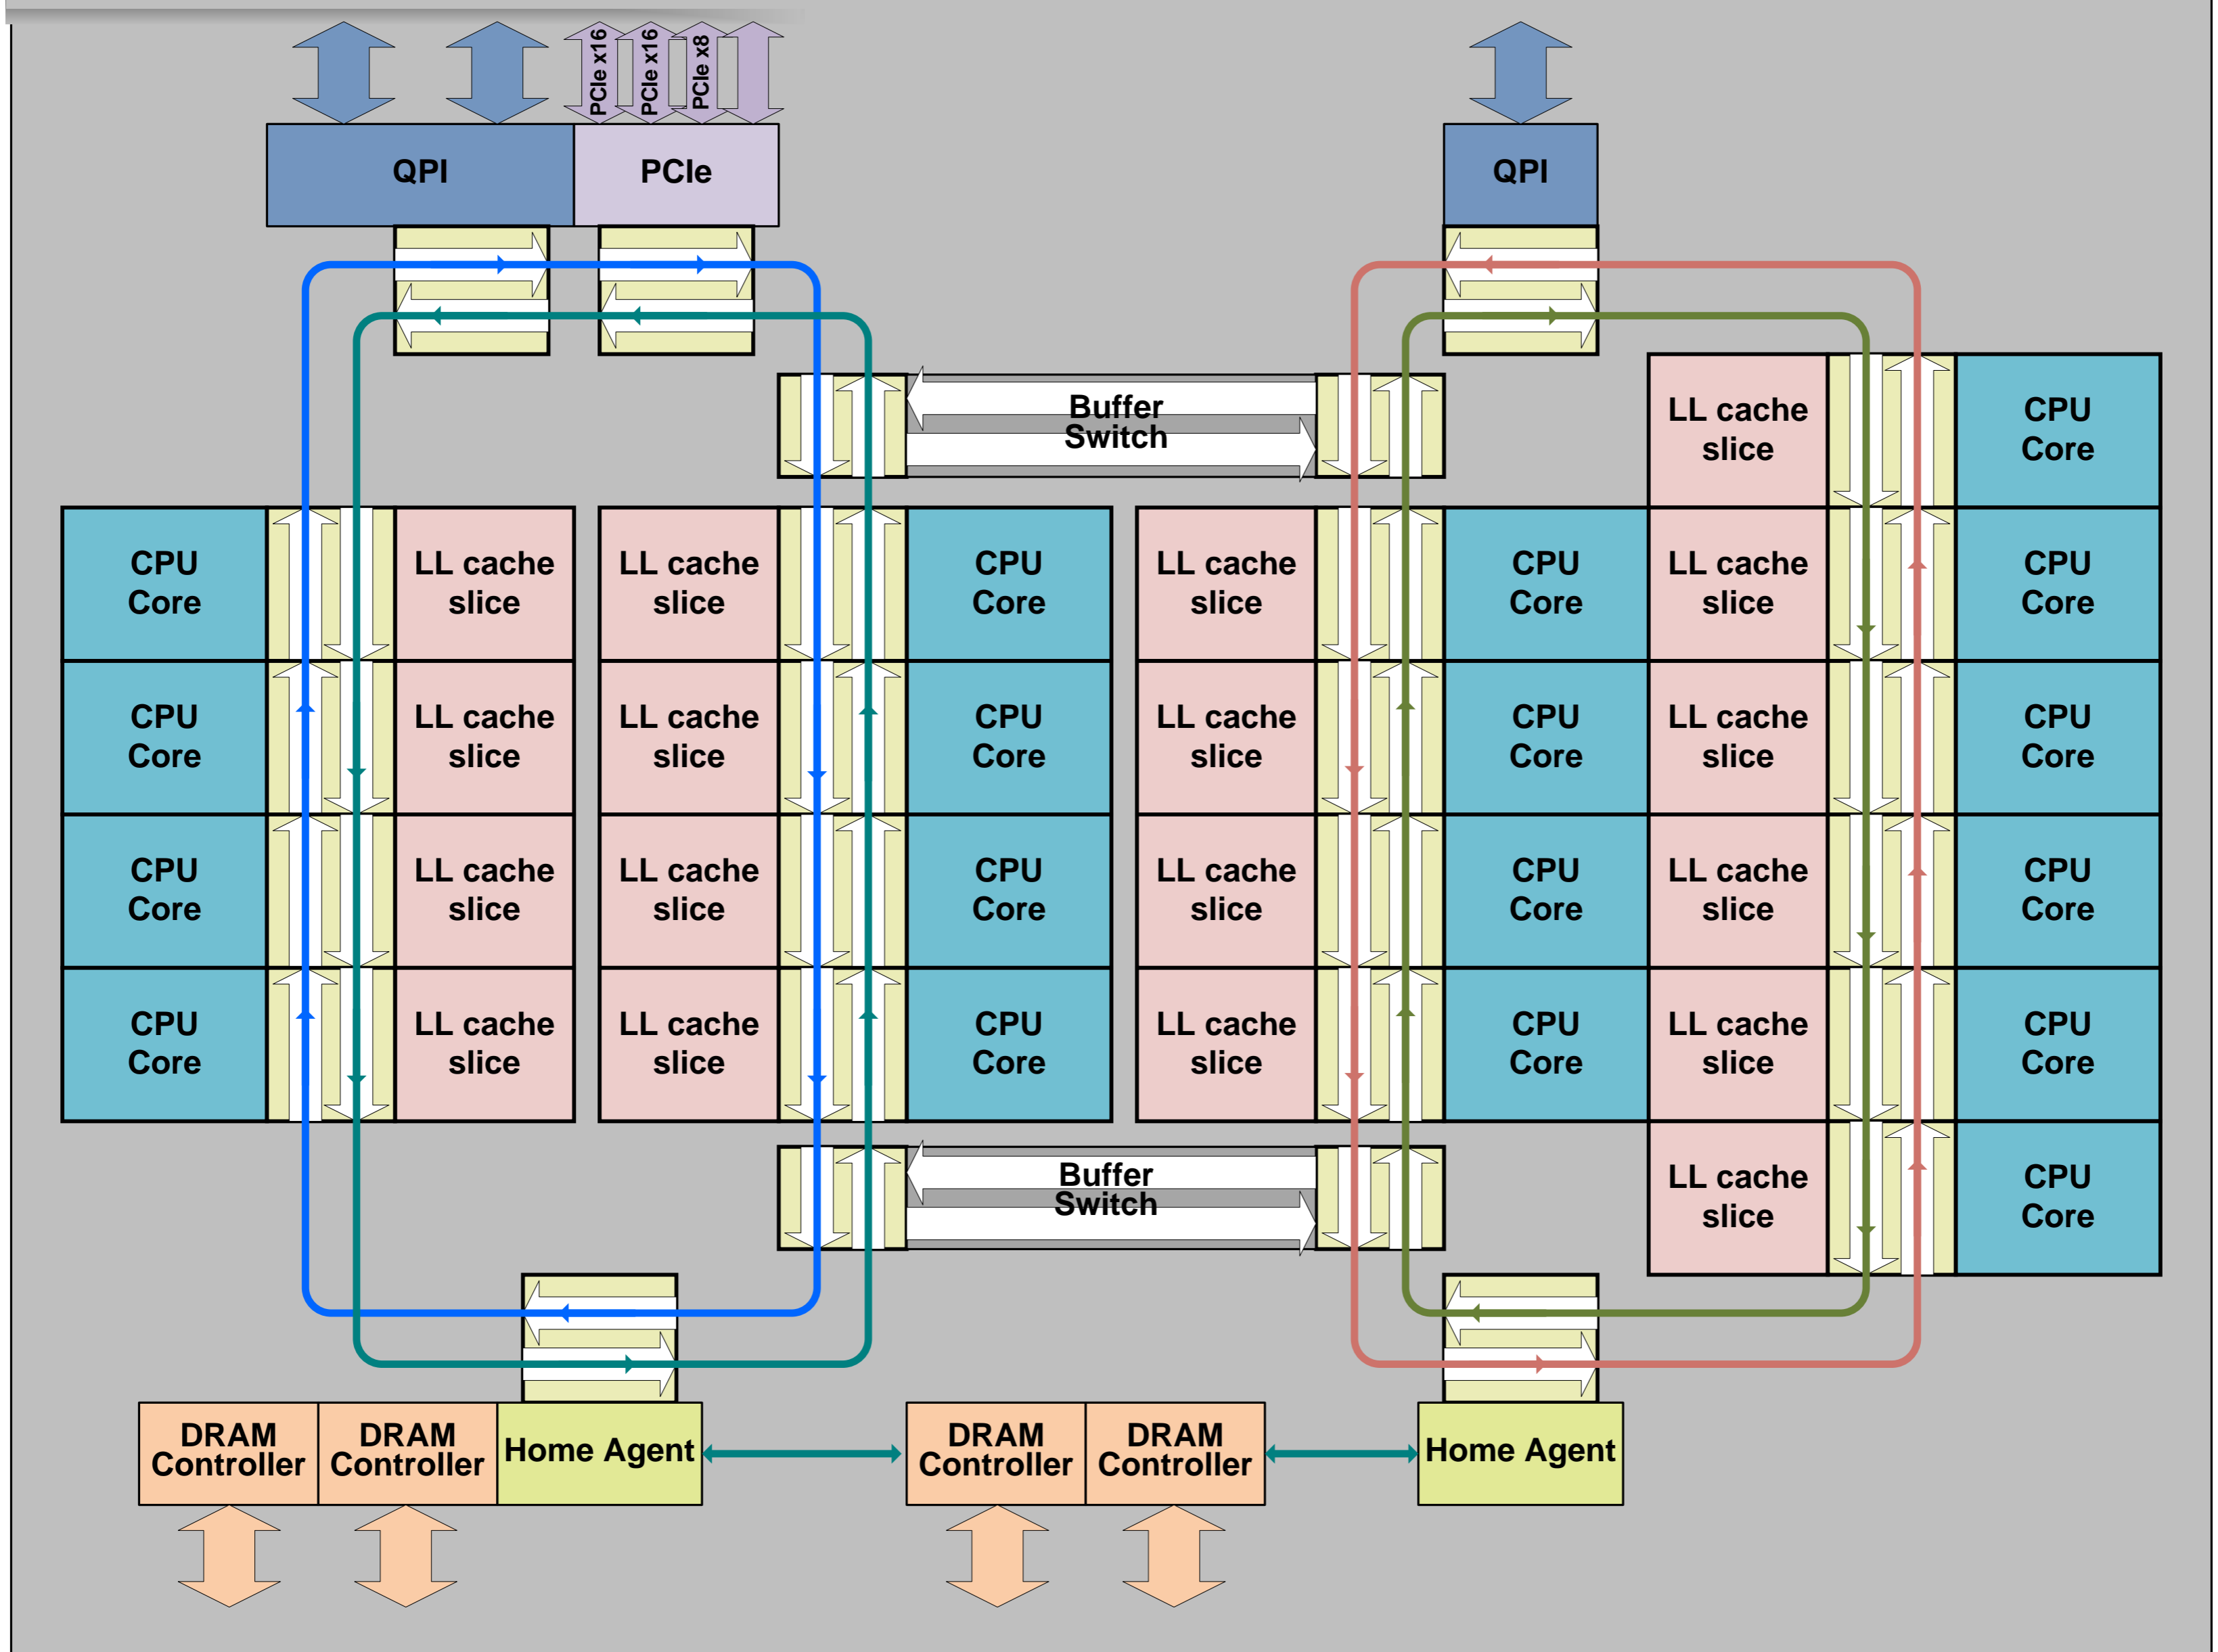 PCIe x16
PCIe x16
PCIe x8
QPI
PCIe
QPI
Buffer
Switch
LL cache
slice
CPU
Core
CPU
Core
LL cache
slice
LL cache
slice
CPU
Core
LL cache
slice
CPU
Core
LL cache
slice
CPU
Core
CPU
Core
LL cache
slice
LL cache
slice
CPU
Core
LL cache
slice
CPU
Core
LL cache
slice
CPU
Core
CPU
Core
LL cache
slice
LL cache
slice
CPU
Core
LL cache
slice
CPU
Core
LL cache
slice
CPU
Core
CPU
Core
LL cache
slice
LL cache
slice
CPU
Core
LL cache
slice
CPU
Core
LL cache
slice
CPU
Core
Buffer
Switch
LL cache
slice
CPU
Core
DRAM
Controller
DRAM
Controller
Home Agent
DRAM
Controller
DRAM
Controller
Home Agent